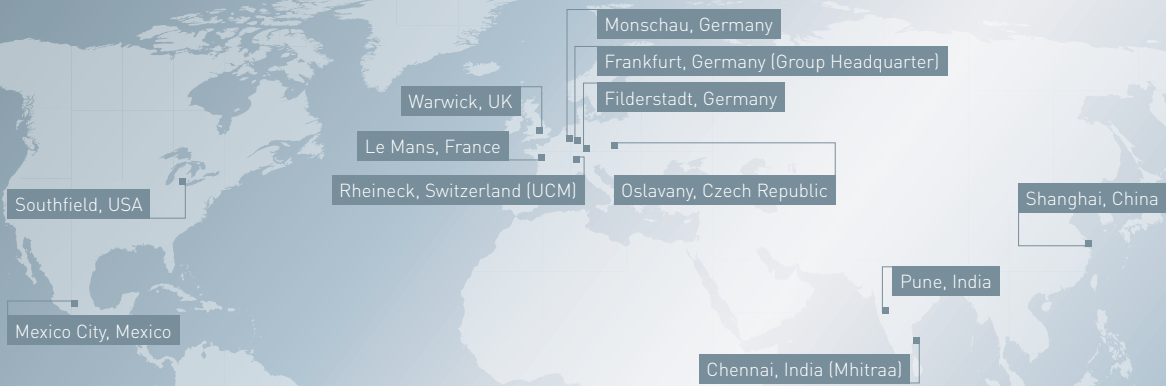 Monschau, Germany
Frankfurt, Germany (Group Headquarter)
Warwick, UK
Filderstadt, Germany
Le Mans, France
Rheineck, Switzerland (UCM)
Oslavany, Czech Republic
Southfield, USA
Shanghai, China
Pune, India
Mexico City, Mexico
Chennai, India (Mhitraa)